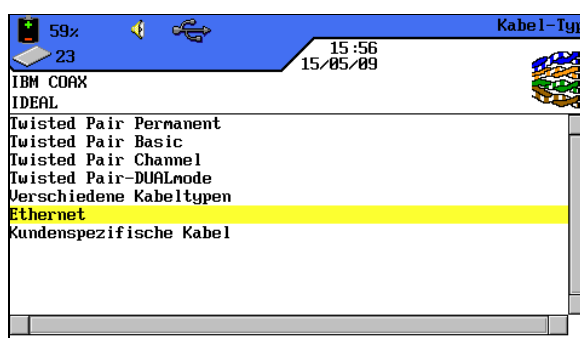 59% Kabel-Typ
23 15:56
15/05/09
IBM COAX
IDEAL
Twisted Pair Permanent
Twisted Pair Basic
Twisted Pair Channel
Twisted Pair-DUALmode
Verschiedene Kabeltypen
Ethernet
Kundenspezifische Kabel